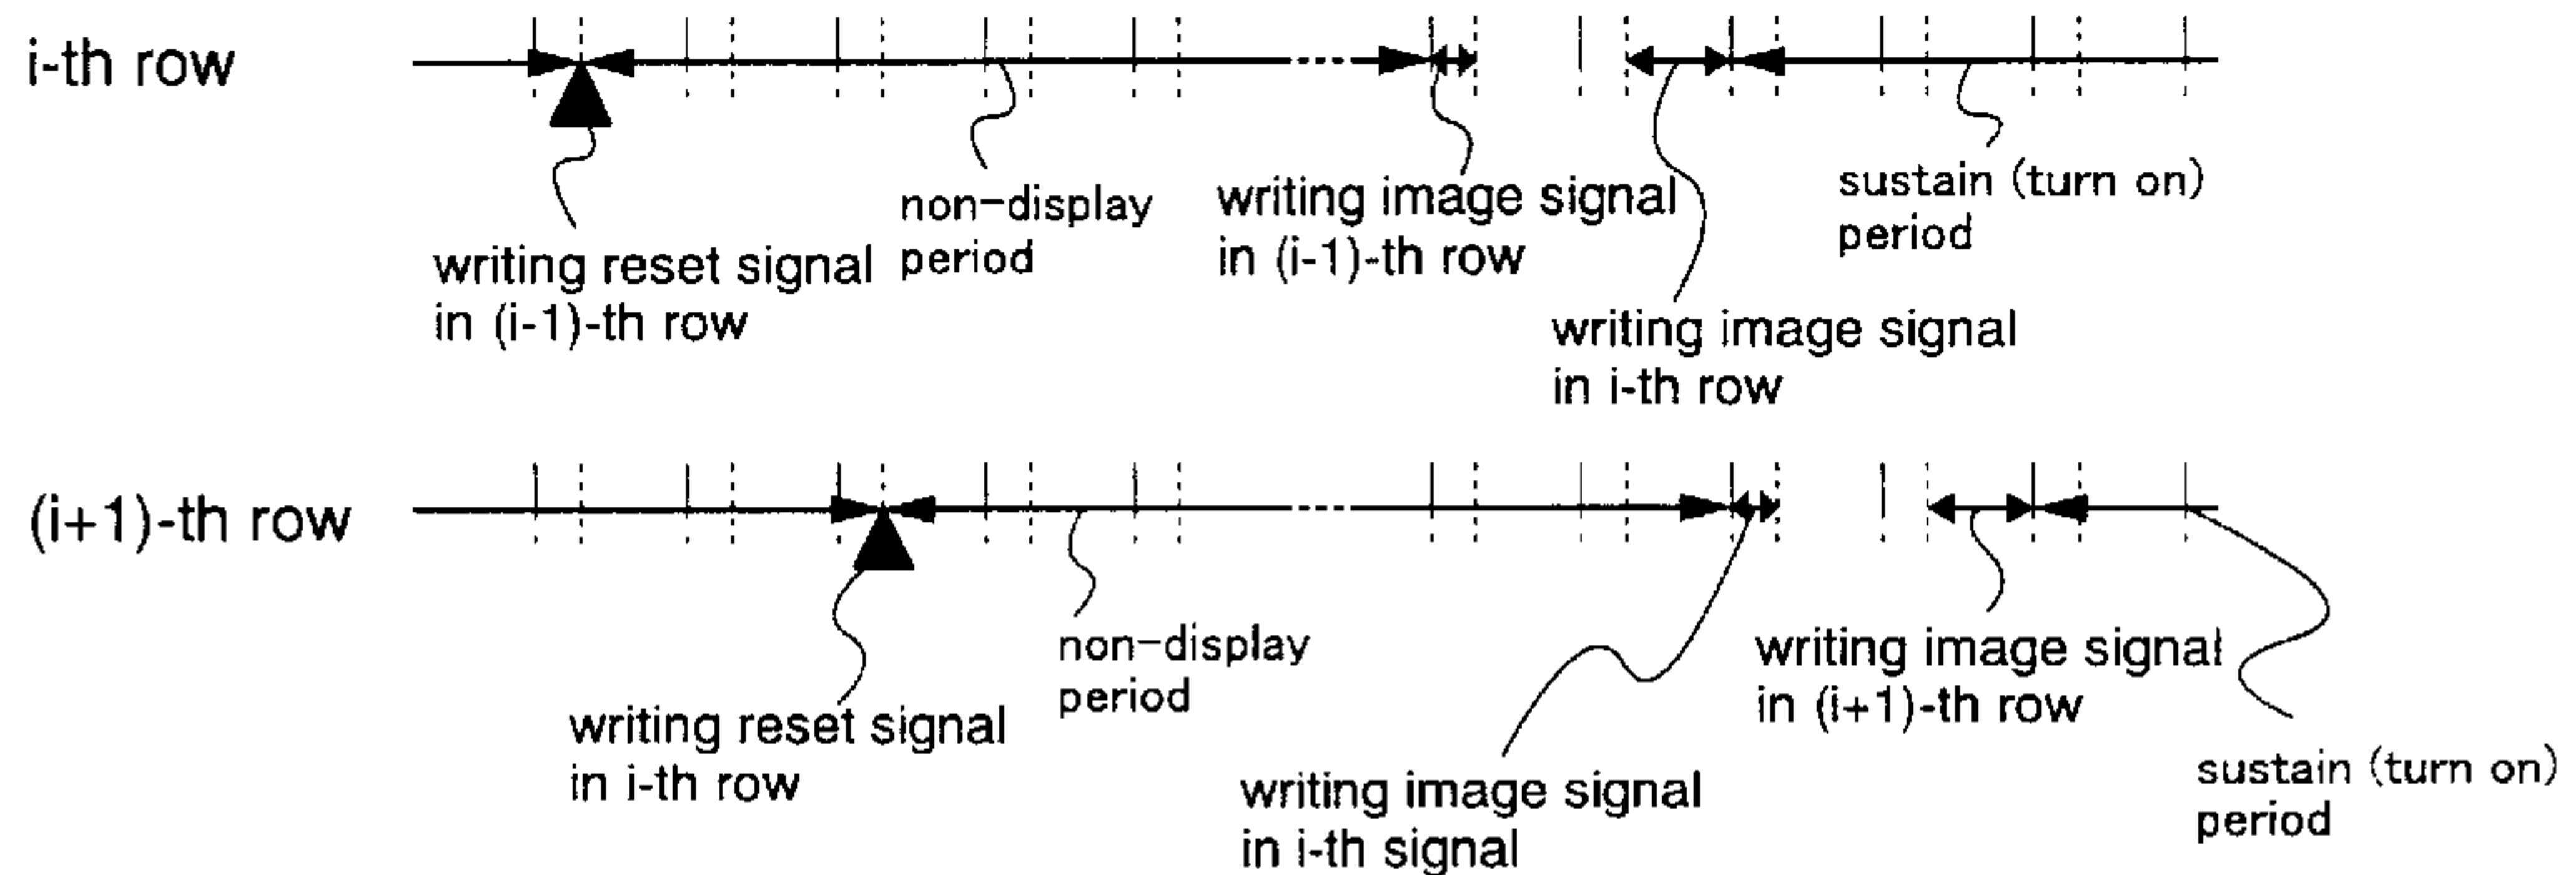 i-th row
non-display
period
writing reset signal
in (i-1)-th row
writing image signal
in (i-1)-th row
sustain (turn on)
period
writing image signal
in i-th row
(i+1)-th row
non-display
period
writing reset signal
in i-th row
writing image signal
in i-th signal
writing image signal
in (i+1)-th row
sustain (turn on)
period